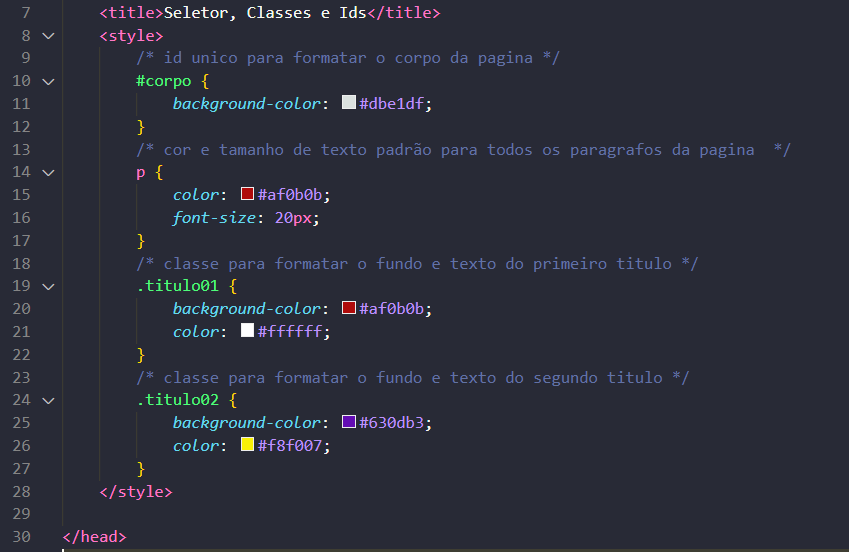 7 <title>Seletor, Classes e Ids</title>
8 <style>
9 /* id unico para formatar o corpo da pagina */
10 #corpo {
11 background-color: #dbe1df;
12 }
13 /* cor e tamanho de texto padrão para todos os paragrafos da pagina  */
14 p {
15 color: #af0b0b;
16 font-size: 20px;
17 }
18 /* classe para formatar o fundo e texto do primeiro titulo */
19 .titulo01 {
20 background-color: #af0b0b;
21 color: #ffffff;
22 }
23 /* classe para formatar o fundo e texto do segundo titulo */
24 .titulo02 {
25 background-color: #630db3;
26 color: #f8f007;
27 }
28 </style>
29
30 </head>